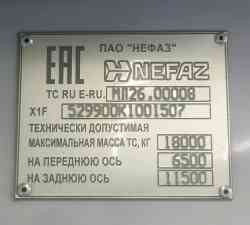 ЕАС ПАО "НЕФАЗ"
NEFAZ
ТС RU E-RU. МП26.00008
X1F 529900K1001507
ТЕХНИЧЕСКИ ДОПУСТИМАЯ
МАКСИМАЛЬНАЯ МАССА ТС, КГ 18000
НА ПЕРЕДНЮЮ ОСЬ 6500
НА ЗАДНЮЮ ОСЬ 11500